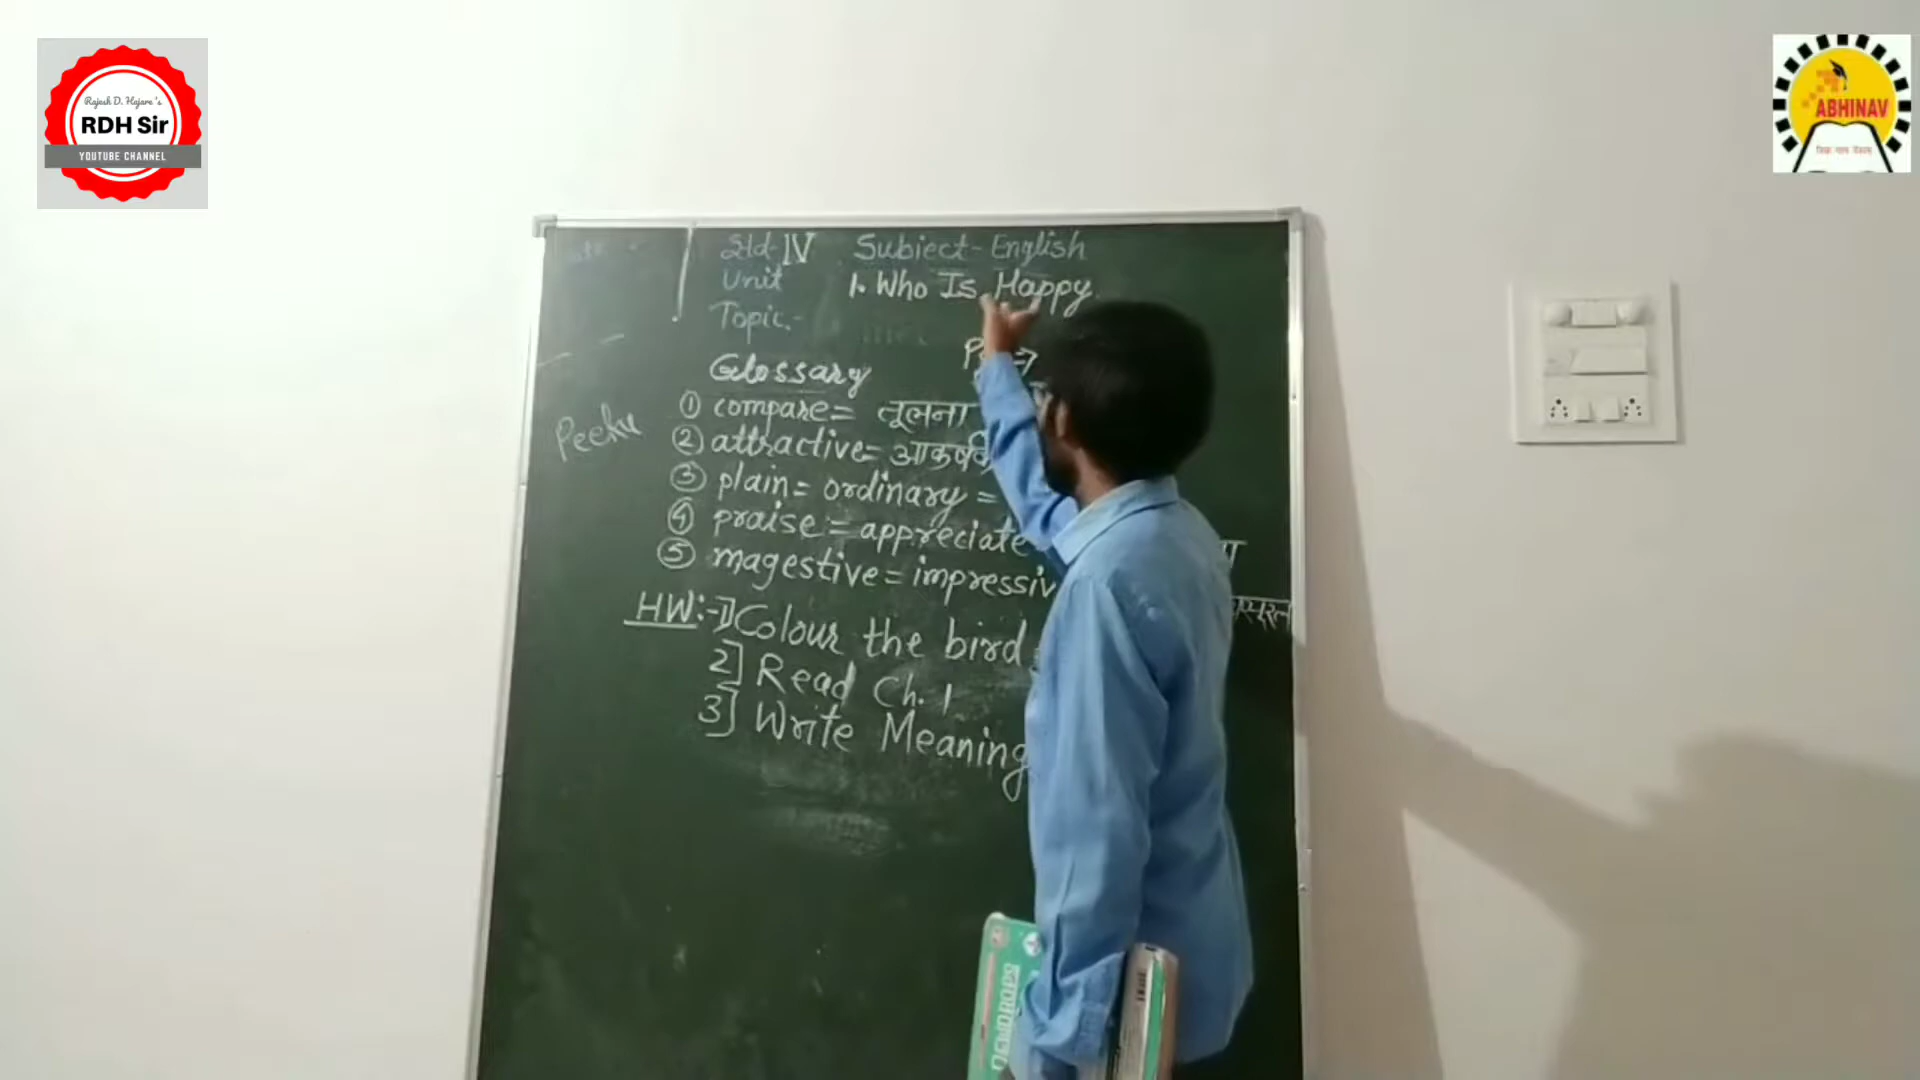 Rajesh D. Hajare's
RDH Sir
YOUTUBE CHANNEL
ABHINAV
Std-IV Subject-English
Unit 1. Who Is Happy.
Topic:-
Glossary
① compare= तूलना
② attractive= आकर्षक
③ plain= ordinary =
④ praise= appreciate
⑤ magestive= impressiv
Peeku
HW:-1] Colour the bird
2] Read Ch. 1
3] Write Meaning